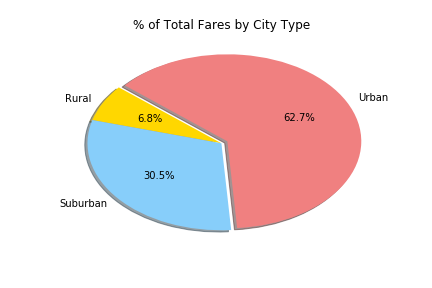 % of Total Fares by City Type
Urban
Rural
62.7%
6.8%
30.5%
Suburban